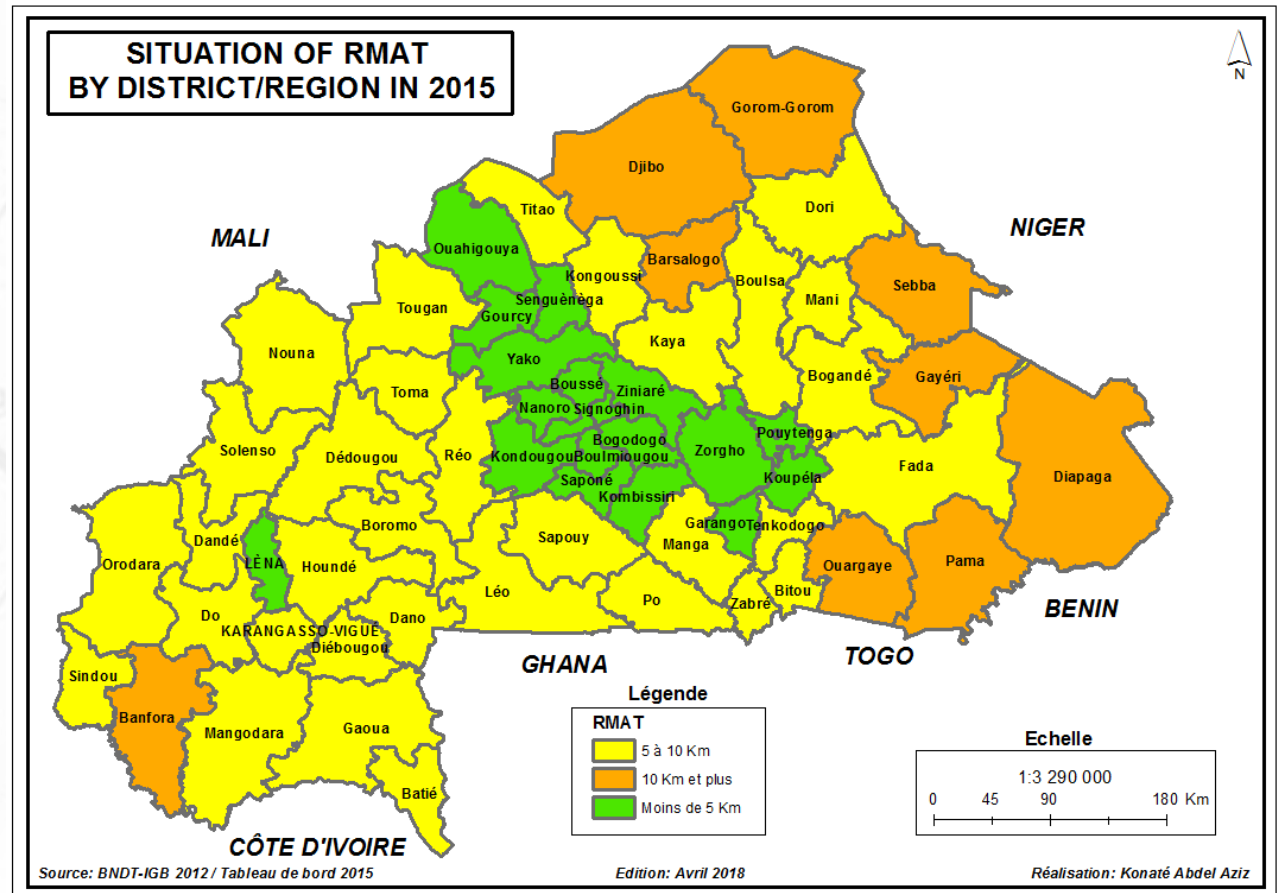 SITUATION OF RMAT
BY DISTRICT/REGION IN 2015
N
Gorom-Gorom
Djibo
Titao
Dori
MALI
NIGER
Ouahigouya
Barsalogo
Kongoussi
Boulsa
Sebba
Senguènèga
Mani
Tougan
Gourcy
Kaya
Nouna
Yako
Bogandé
Gayéri
Boussé
Ziniaré
Toma
Nanoro
Signoghin
Pouytenga
Bogodogo
Solenso
Dédougou
Réo
Kondougou
Boulmiougou
Zorgho
Fada
Diapaga
Saponé
Koupéla
Kombissiri
Boromo
Garango
Tenkodogo
Dandé
Sapouy
Manga
Orodara
LÈNA
Houndé
Ouargaye
Pama
Léo
Bitou
Po
Zabré
Do
Dano
BENIN
KARANGASSO-VIGUÉ
Diébougou
TOGO
GHANA
Sindou
Banfora
Mangodara
Gaoua
Batié
CÔTE D'IVOIRE
Légende
RMAT
5 à 10 Km
10 Km et plus
Moins de 5 Km
Echelle
1:3 290 000
0 45 90 180 Km
Source: BNDT-IGB 2012 / Tableau de bord 2015 Edition: Avril 2018 Réalisation: Konaté Abdel Aziz